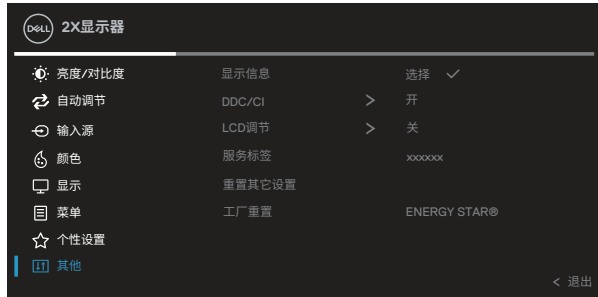 DELL 2X显示器
亮度/对比度 显示信息 选择
自动调节 DDC/CI > 开
输入源 LCD调节 > 关
颜色 服务标签 xxxxxx
显示 重置其它设置
菜单 工厂重置 ENERGY STAR®
个性设置
其他
< 退出